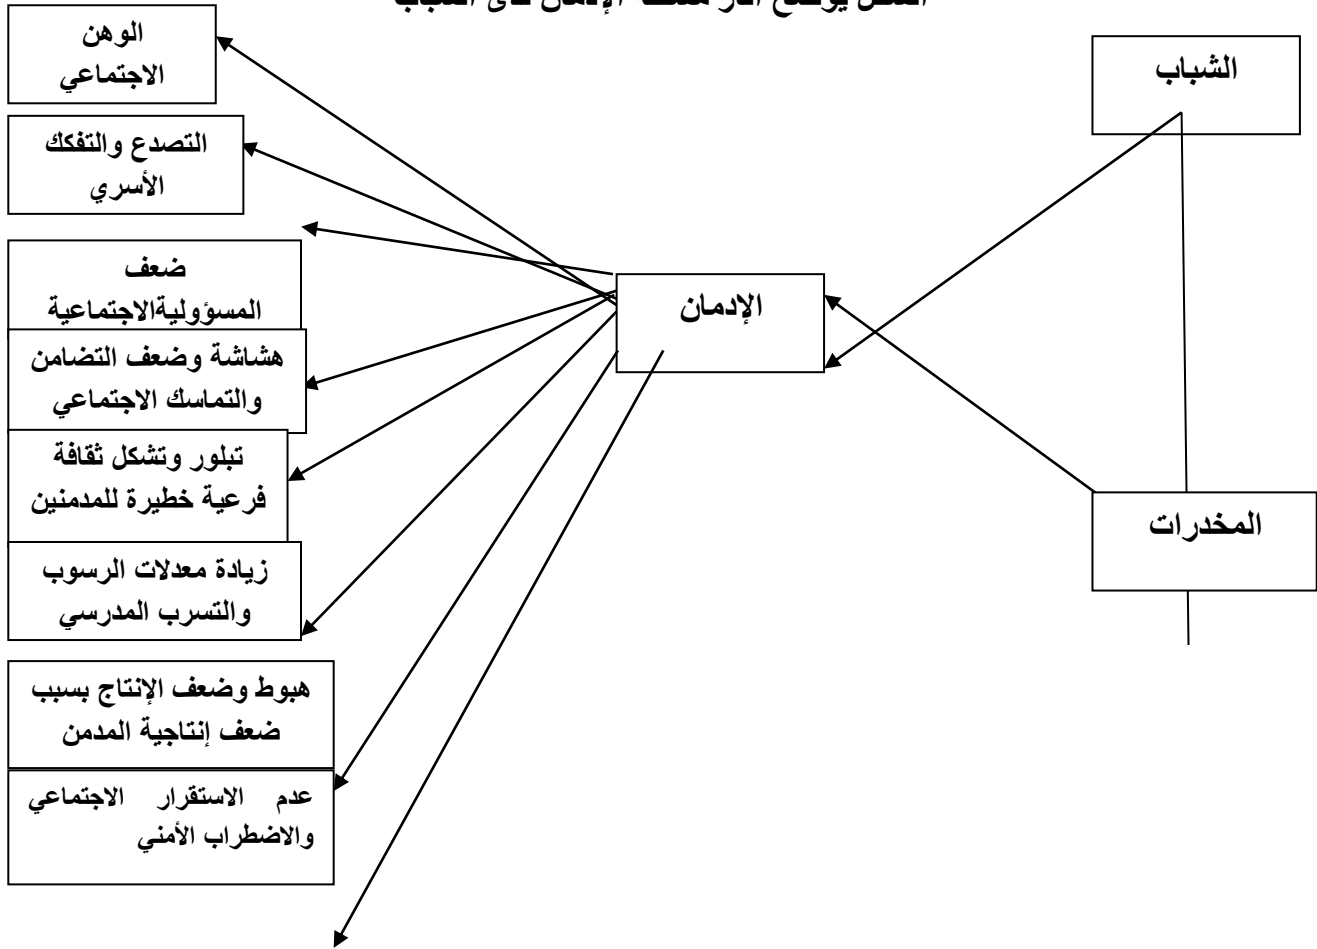 الوهن
الاجتماعي
الشباب
التصدع والتفكك
الأسري
ضعف
المسؤوليةالاجتماعية
الإدمان
هشاشة وضعف التضامن
والتماسك الاجتماعي
تبلور وتشكل ثقافة
فرعية خطيرة للمدمنين
المخدرات
زيادة معدلات الرسوب
والتسرب المدرسي
هبوط وضعف الإنتاج بسبب
ضعف إنتاجية المدمن
عدم الاستقرار الاجتماعي
والاضطراب الأمني